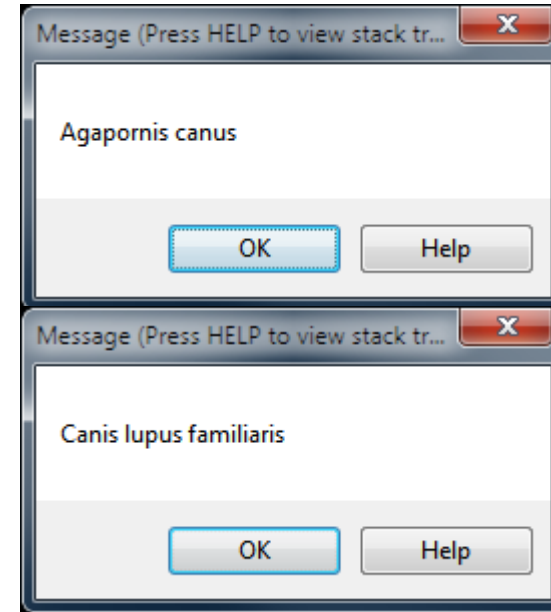 Message (Press HELP to view stack tr...
Agapornis canus
OK Help
Message (Press HELP to view stack tr...
Canis lupus familiaris
OK Help